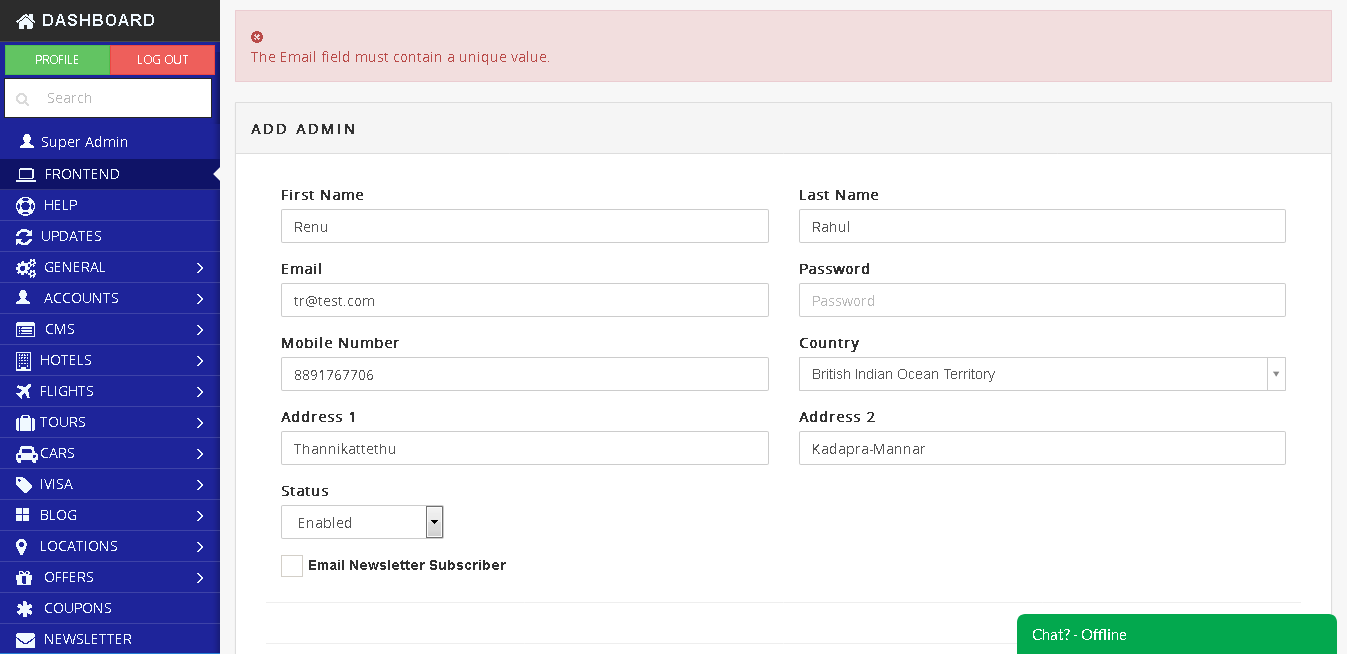 DASHBOARD
PROFILE
LOG OUT
Search
Super Admin
FRONTEND
HELP
UPDATES
GENERAL
ACCOUNTS
CMS
HOTELS
FLIGHTS
TOURS
CARS
IVISA
BLOG
LOCATIONS
OFFERS
COUPONS
NEWSLETTER
The Email field must contain a unique value.
ADD ADMIN
First Name
Last Name
Renu
Rahul
Email
Password
tr@test.com
Password
Mobile Number
Country
8891767706
British Indian Ocean Territory
Address 1
Address 2
Thannikattethu
Kadapra-Mannar
Status
Enabled
Email Newsletter Subscriber
Chat? - Offline